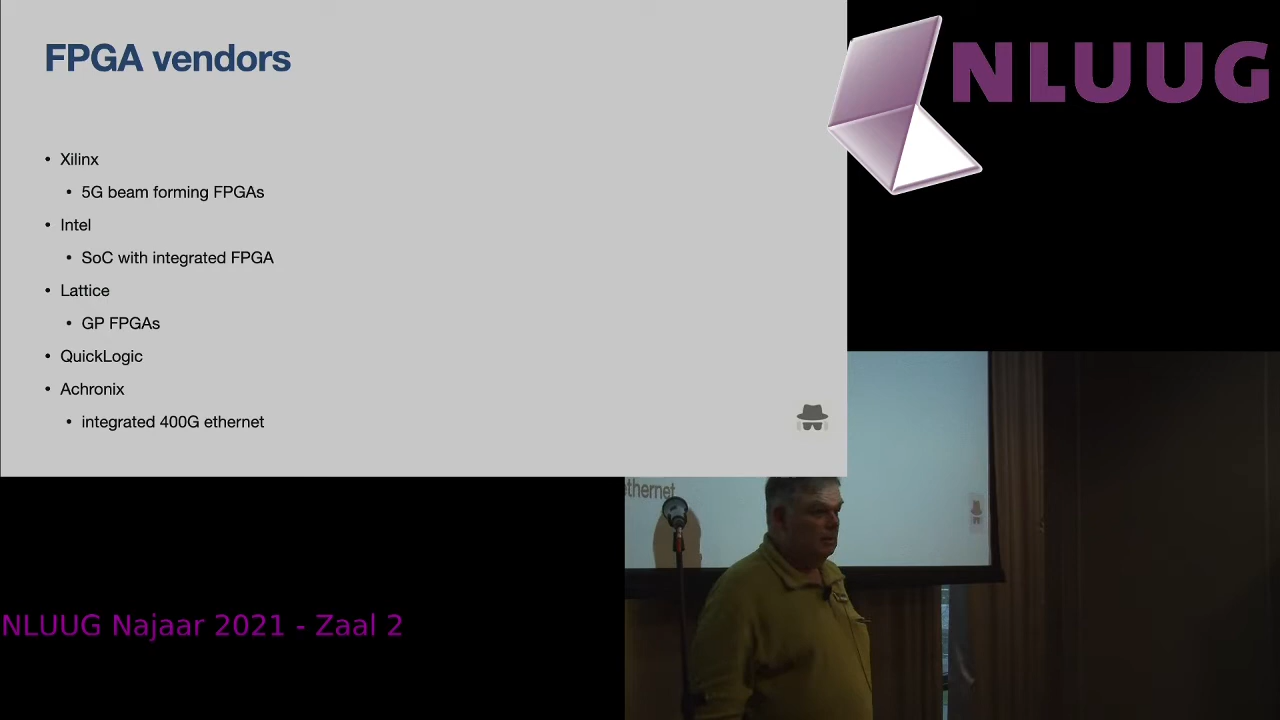 FPGA vendors
• Xilinx
• 5G beam forming FPGAs
• Intel
• SoC with integrated FPGA
• Lattice
• GP FPGAs
• QuickLogic
• Achronix
• integrated 400G ethernet
NLUUG
ethernet
NLUUG Najaar 2021 - Zaal 2